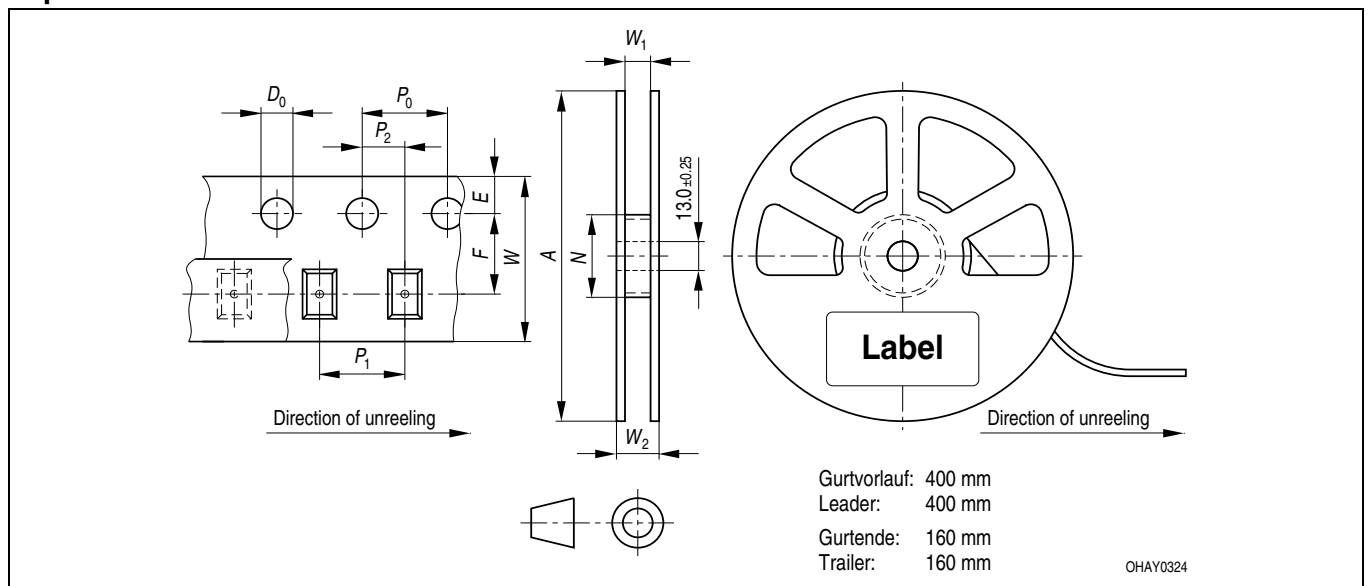 W₁
D₀
P₀
P₂
E
F
W
A
N
13.0 ±0.25
Label
P₁
W₂
Direction of unreeling
Direction of unreeling
Gurtvorlauf: 400 mm
Leader: 400 mm
Gurtende: 160 mm
Trailer: 160 mm
OHAY0324